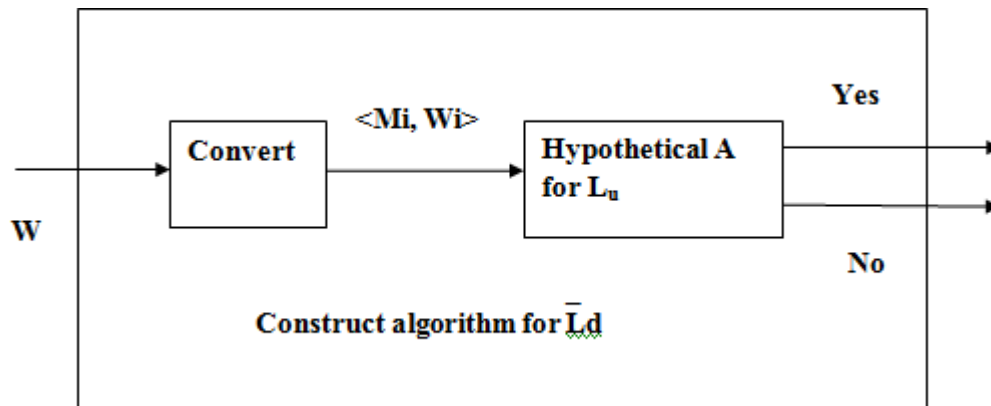 Yes
<Mi, Wi>
Convert
Hypothetical A
for Lu
W
No
Construct algorithm for L̅d